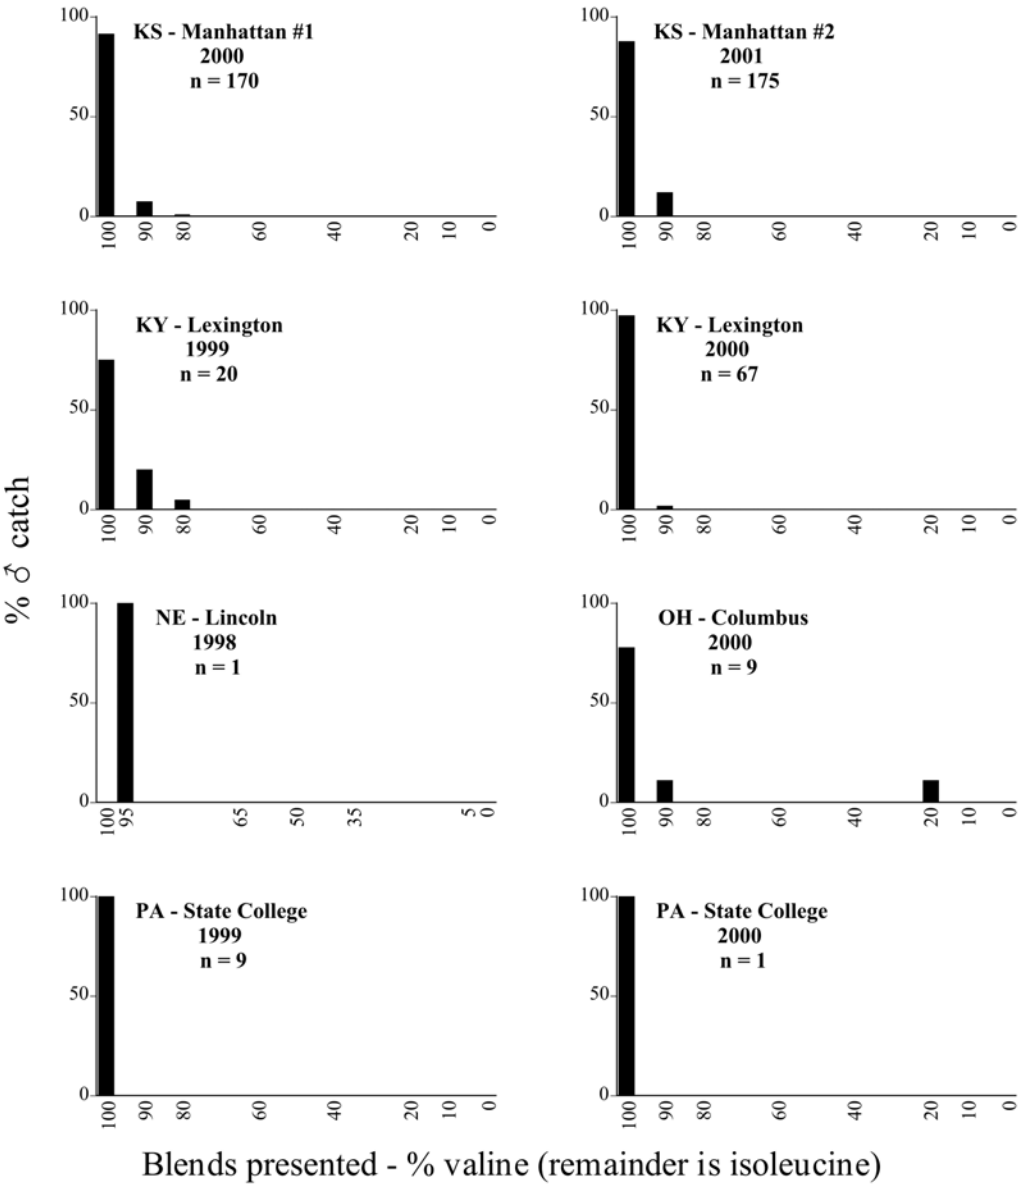 100
50
0
KS - Manhattan #1
2000
n = 170
100 90 80 60 40 20 10 0
100
50
0
KS - Manhattan #2
2001
n = 175
100 90 80 60 40 20 10 0
100
50
0
KY - Lexington
1999
n = 20
100 90 80 60 40 20 10 0
100
50
0
KY - Lexington
2000
n = 67
100 90 80 60 40 20 10 0
% ♂ catch
100
50
0
NE - Lincoln
1998
n = 1
100 95 65 50 35 5 0
100
50
0
OH - Columbus
2000
n = 9
100 90 80 60 40 20 10 0
100
50
0
PA - State College
1999
n = 9
100 90 80 60 40 20 10 0
100
50
0
PA - State College
2000
n = 1
100 90 80 60 40 20 10 0
Blends presented - % valine (remainder is isoleucine)